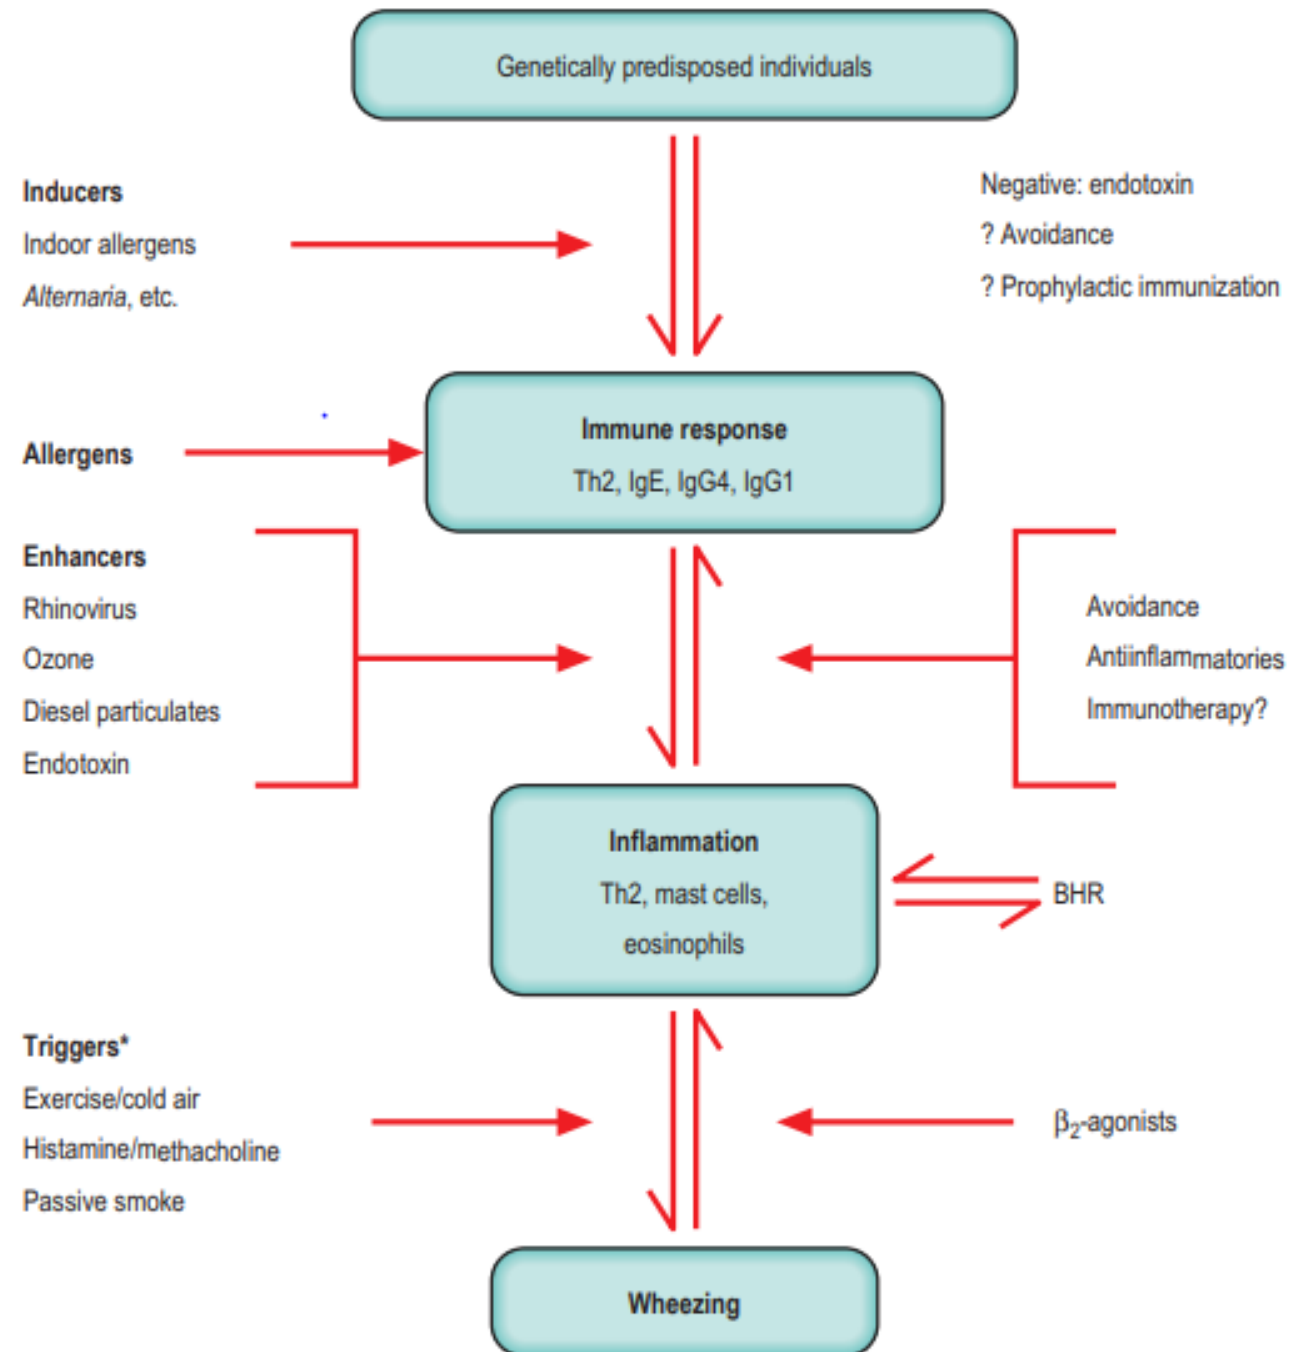 Genetically predisposed individuals
Inducers
Indoor allergens
Alternaria, etc.
Negative: endotoxin
? Avoidance
? Prophylactic immunization
Allergens
Immune response
Th2, IgE, IgG4, IgG1
Enhancers
Rhinovirus
Ozone
Diesel particulates
Endotoxin
Avoidance
Antiinflammatories
Immunotherapy?
Inflammation
Th2, mast cells,
eosinophils
BHR
Triggers*
Exercise/cold air
Histamine/methacholine
Passive smoke
β₂-agonists
Wheezing